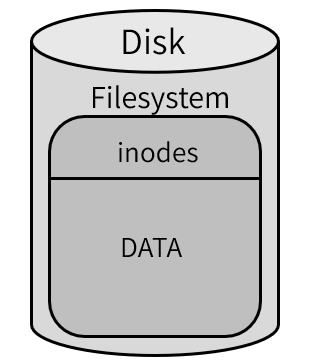 Disk
Filesystem
inodes
DATA